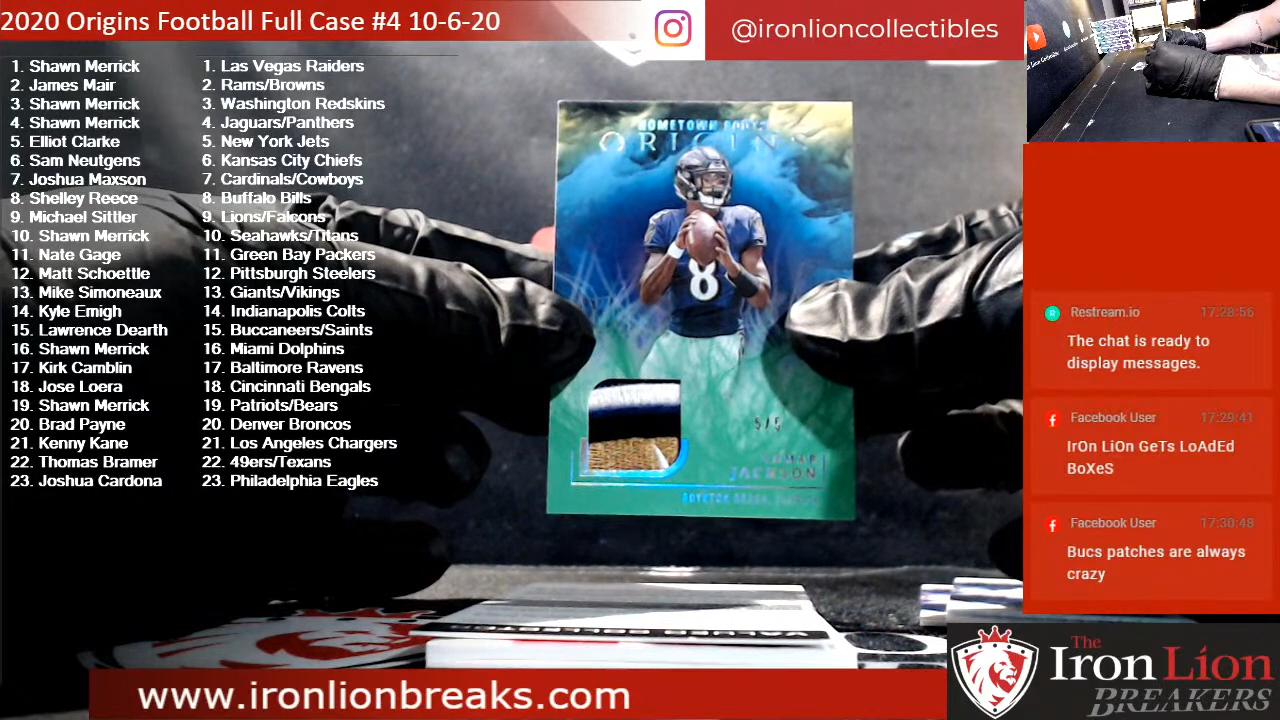 2020 Origins Football Full Case #4 10-6-20
@ironlioncollectibles
1. Shawn Merrick
2. James Mair
3. Shawn Merrick
4. Shawn Merrick
5. Elliot Clarke
6. Sam Neutgens
7. Joshua Maxson
8. Shelley Reece
9. Michael Sittler
10. Shawn Merrick
11. Nate Gage
12. Matt Schoettle
13. Mike Simoneaux
14. Kyle Emigh
15. Lawrence Dearth
16. Shawn Merrick
17. Kirk Camblin
18. Jose Loera
19. Shawn Merrick
20. Brad Payne
21. Kenny Kane
22. Thomas Bramer
23. Joshua Cardona
1. Las Vegas Raiders
2. Rams/Browns
3. Washington Redskins
4. Jaguars/Panthers
5. New York Jets
6. Kansas City Chiefs
7. Cardinals/Cowboys
8. Buffalo Bills
9. Lions/Falcons
10. Seahawks/Titans
11. Green Bay Packers
12. Pittsburgh Steelers
13. Giants/Vikings
14. Indianapolis Colts
15. Buccaneers/Saints
16. Miami Dolphins
17. Baltimore Ravens
18. Cincinnati Bengals
19. Patriots/Bears
20. Denver Broncos
21. Los Angeles Chargers
22. 49ers/Texans
23. Philadelphia Eagles
HOMETOWN
ORIGINS
8
5/5
LAMAR
JACKSON
Restream.io 17:28:56
The chat is ready to
display messages.
Facebook User 17:29:41
IrOn LiOn GeTs LoAdEd
BoXeS
Facebook User 17:30:48
Bucs patches are always
crazy
The
Iron Lion
BREAKERS
www.ironlionbreaks.com